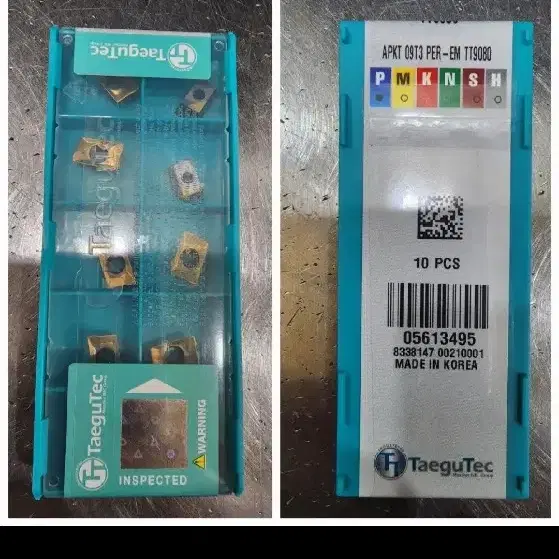 TaeguTec
TaeguTec
TaeguTec
WARNING
INSPECTED
APKT 09T3 PER-EM TT9080
P M K N S H
10 PCS
05613495
8338147 00210001
MADE IN KOREA
TaeguTec